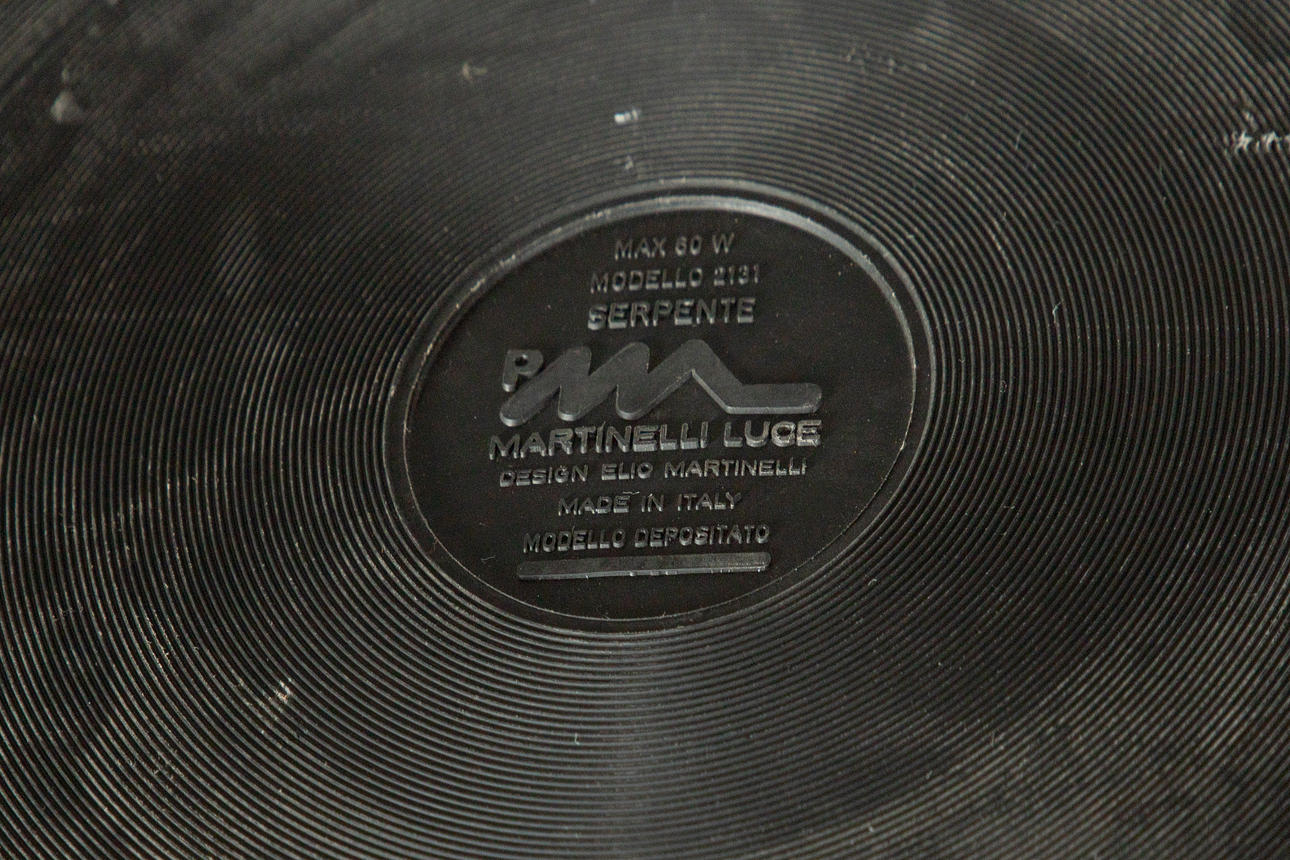 MAX 60 W
MODELLO 2131
SERPENTE
MARTINELLI LUCE
DESIGN ELIO MARTINELLI
MADE IN ITALY
MODELLO DEPOSITATO